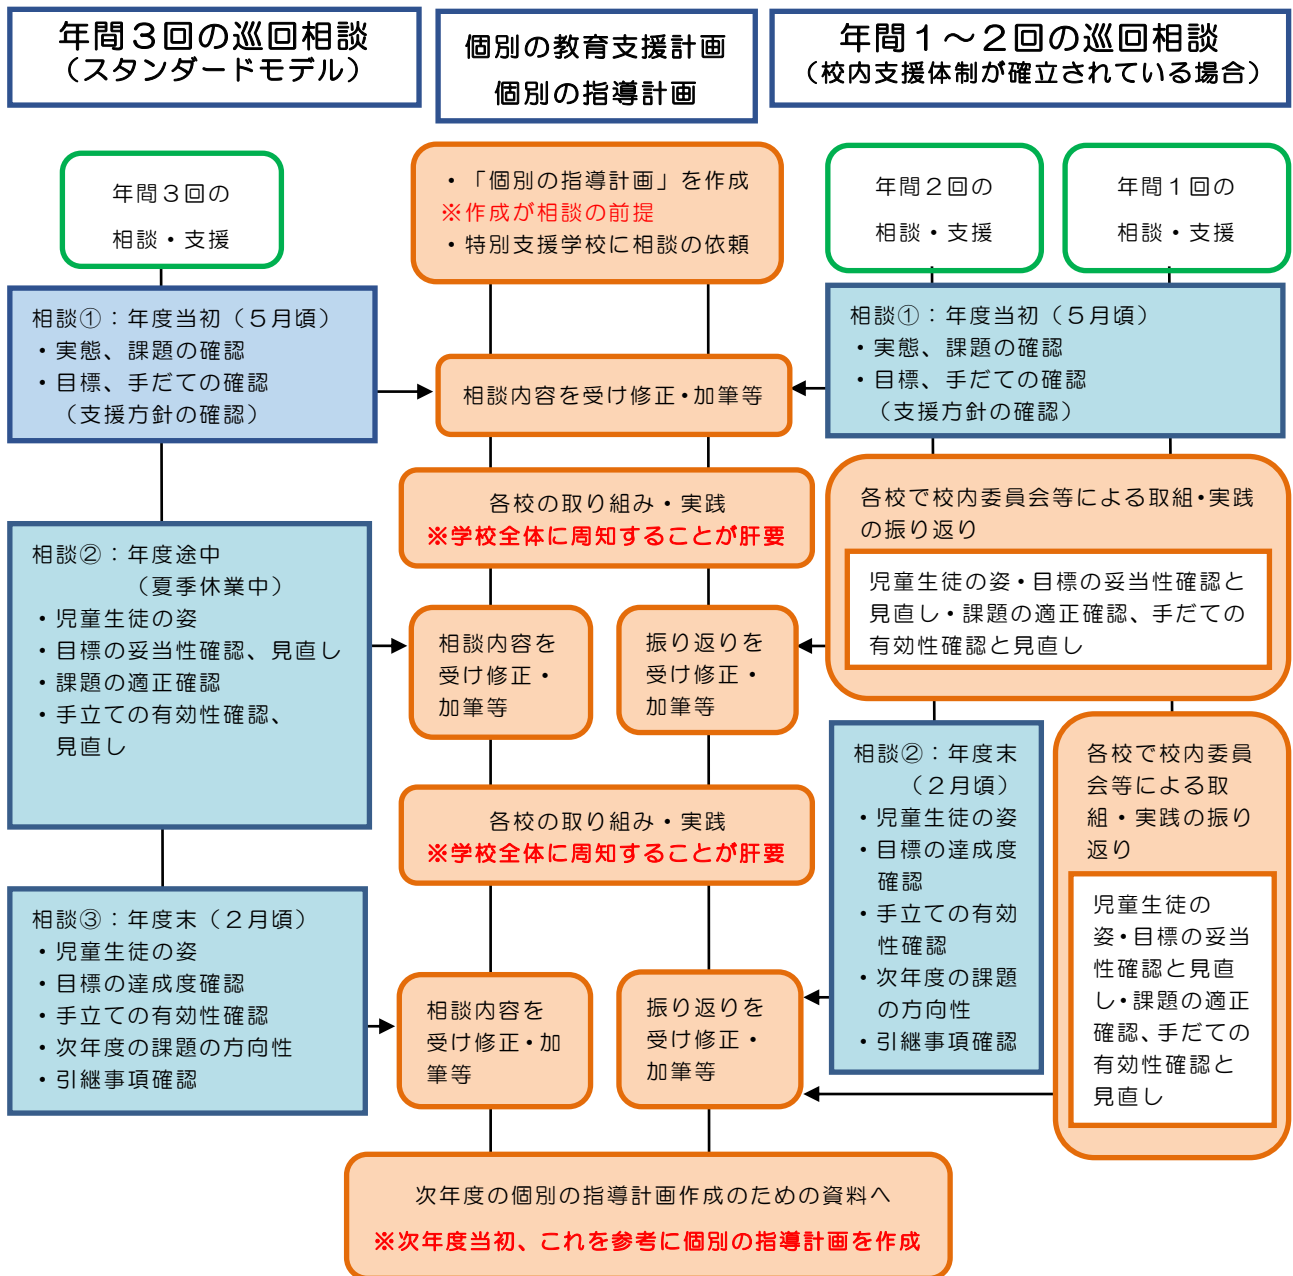 年間３回の巡回相談
（スタンダードモデル）
個別の教育支援計画
個別の指導計画
年間１～２回の巡回相談
（校内支援体制が確立されている場合）
年間３回の
相談・支援
・「個別の指導計画」を作成
※作成が相談の前提
・特別支援学校に相談の依頼
年間２回の
相談・支援
年間１回の
相談・支援
相談①：年度当初（５月頃）
・実態、課題の確認
・目標、手だての確認
（支援方針の確認）
相談内容を受け修正・加筆等
相談①：年度当初（５月頃）
・実態、課題の確認
・目標、手だての確認
（支援方針の確認）
各校の取り組み・実践
※学校全体に周知することが肝要
各校で校内委員会等による取組・実践
の振り返り
児童生徒の姿・目標の妥当性確認と
見直し・課題の適正確認、手だての
有効性確認と見直し
相談②：年度途中
（夏季休業中）
・児童生徒の姿
・目標の妥当性確認、見直し
・課題の適正確認
・手立ての有効性確認、
見直し
相談内容を
受け修正・
加筆等
振り返りを
受け修正・
加筆等
各校の取り組み・実践
※学校全体に周知することが肝要
相談②：年度末
（２月頃）
・児童生徒の姿
・目標の達成度
確認
・手立ての有効
性確認
・次年度の課題
の方向性
・引継事項確認
各校で校内委員
会等による取
組・実践の振り
返り
児童生徒の
姿・目標の妥当
性確認と見直
し・課題の適正
確認、手だての
有効性確認と
見直し
相談③：年度末（２月頃）
・児童生徒の姿
・目標の達成度確認
・手立ての有効性確認
・次年度の課題の方向性
・引継事項確認
相談内容を
受け修正・加
筆等
振り返りを
受け修正・
加筆等
次年度の個別の指導計画作成のための資料へ
※次年度当初、これを参考に個別の指導計画を作成